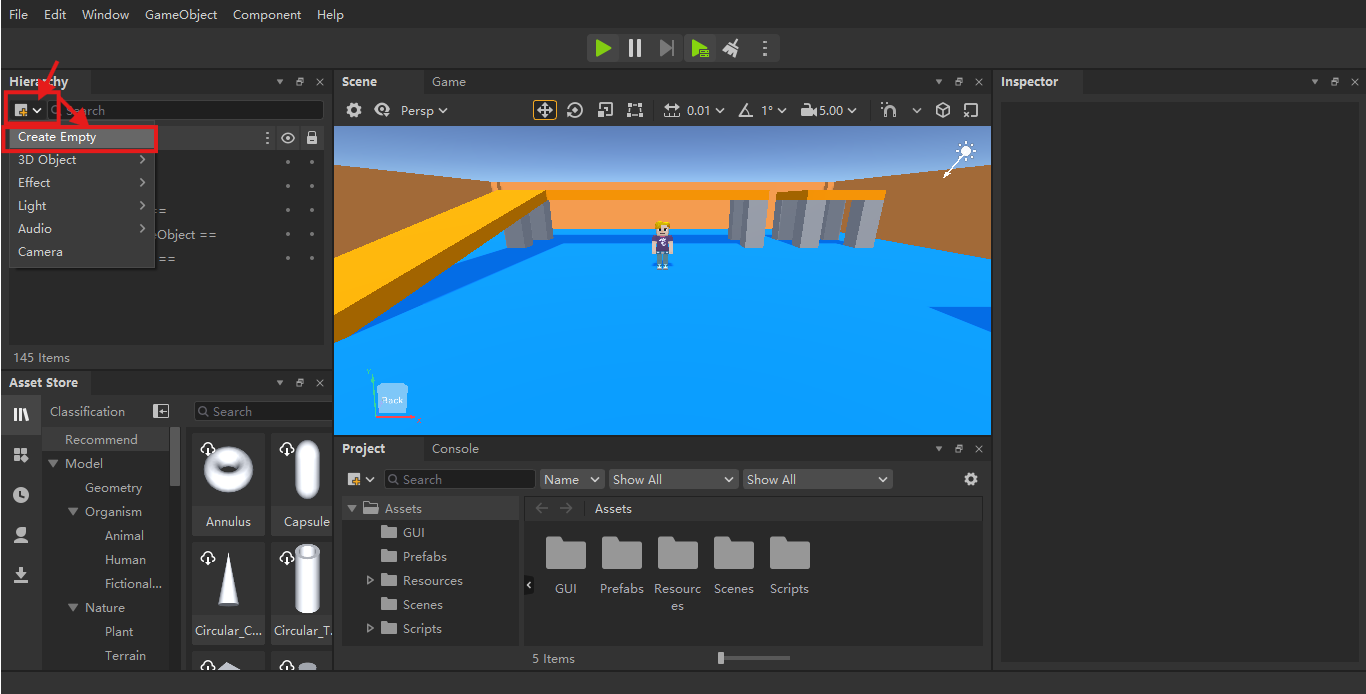 File Edit Window GameObject Component Help
Hierarchy
Search
Create Empty
3D Object
Effect
Light
==
Audio
Object ==
Camera
==
145 Items
Scene Game
Persp 0.01 1° 5.00
Y
Back
Inspector
Asset Store
Classification
Search
Recommend
Model
Geometry
Organism
Animal
Human
Fictional...
Nature
Plant
Terrain
Annulus Capsule
Circular_C... Circular_T.
Project Console
Search Name Show All Show All
Assets
GUI
Prefabs
Resources
Scenes
Scripts
Assets
GUI Prefabs Resourc Scenes Scripts
es
5 Items